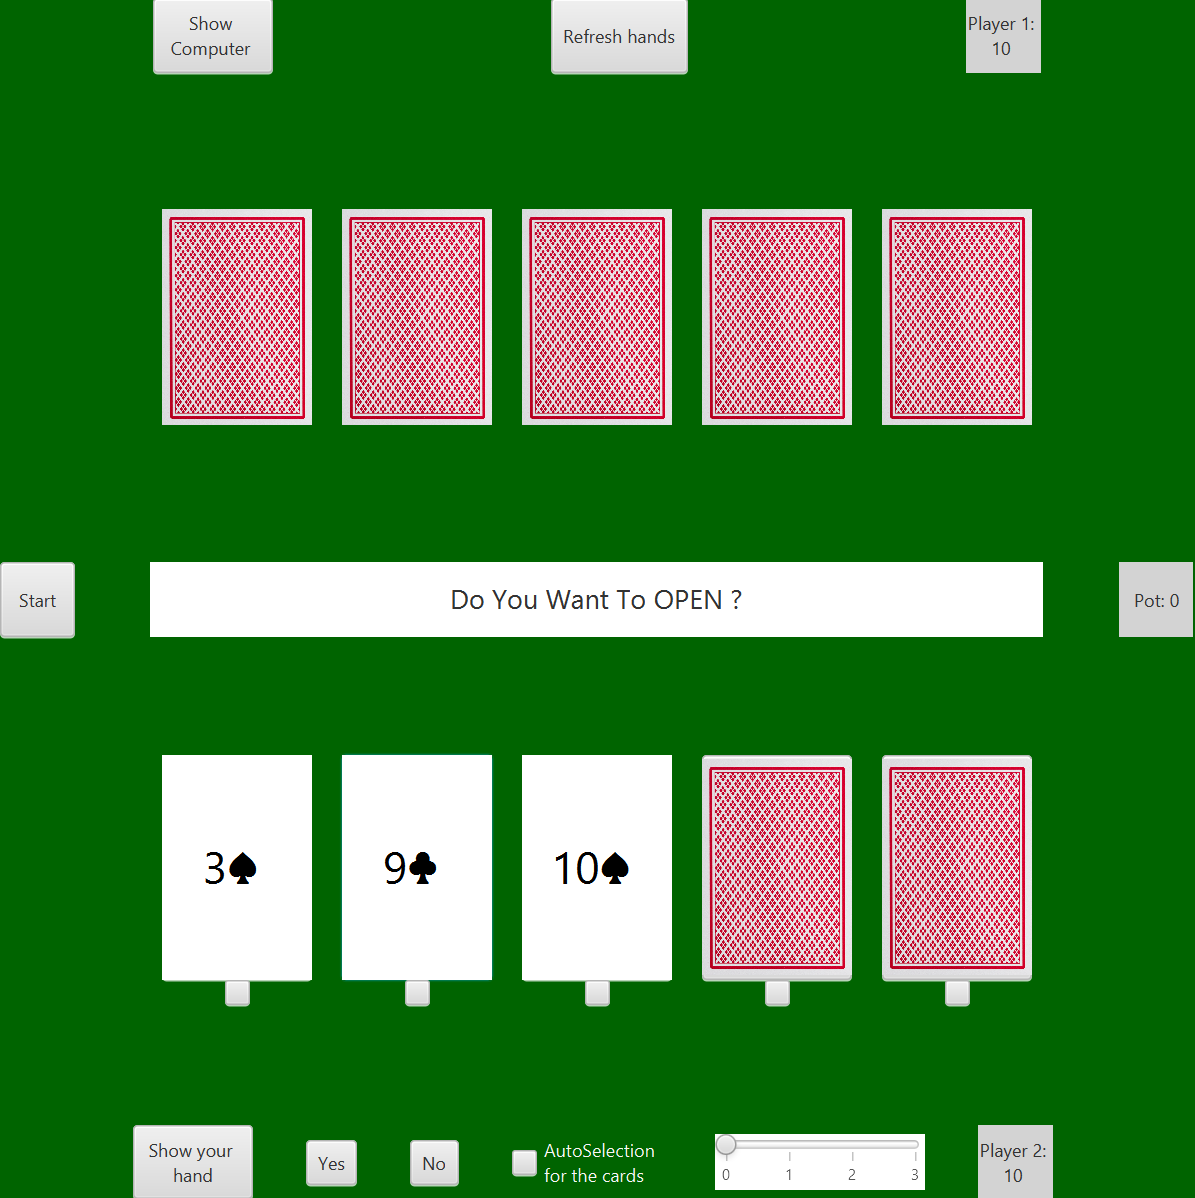 Show
Computer
Refresh hands
Player 1:
10
Start
Do You Want To OPEN ?
Pot: 0
3♠
9♣
10♠
Show your
hand
Yes
No
AutoSelection
for the cards
0 1 2 3
Player 2:
10